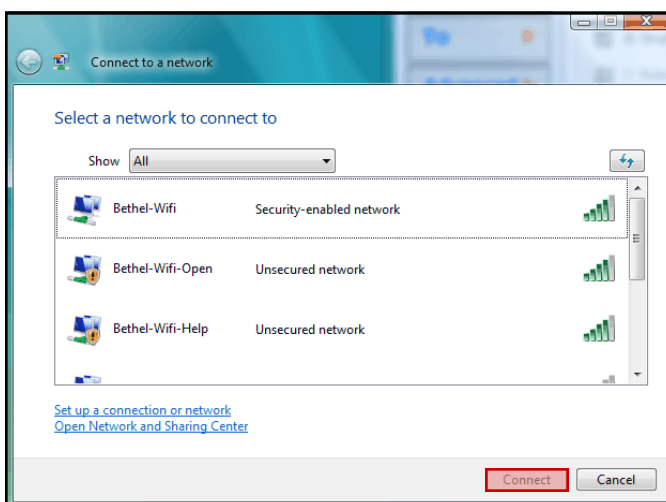 To
Connect to a network
Select a network to connect to
Show All
Bethel-Wifi Security-enabled network
Bethel-Wifi-Open Unsecured network
Bethel-Wifi-Help Unsecured network
Set up a connection or network
Open Network and Sharing Center
Connect Cancel